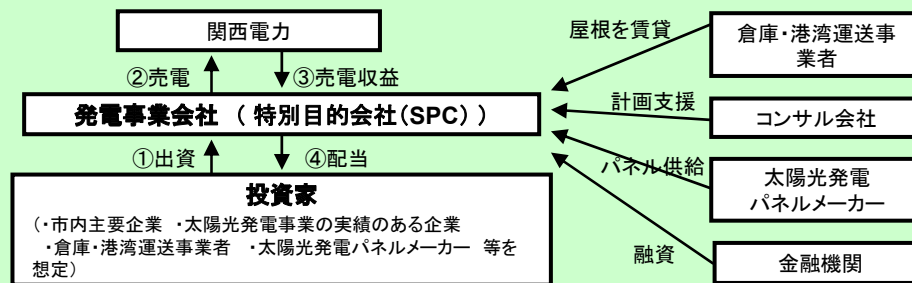 関西電力
②売電
③売電収益
発電事業会社 （ 特別目的会社（SPC） ）
①出資
④配当
投資家
（・市内主要企業 ・太陽光発電事業の実績のある企業
・倉庫・港湾運送事業者 ・太陽光発電パネルメーカー 等を
想定）
屋根を賃貸
倉庫・港湾運送事
業者
計画支援
コンサル会社
パネル供給
太陽光発電
パネルメーカー
融資
金融機関